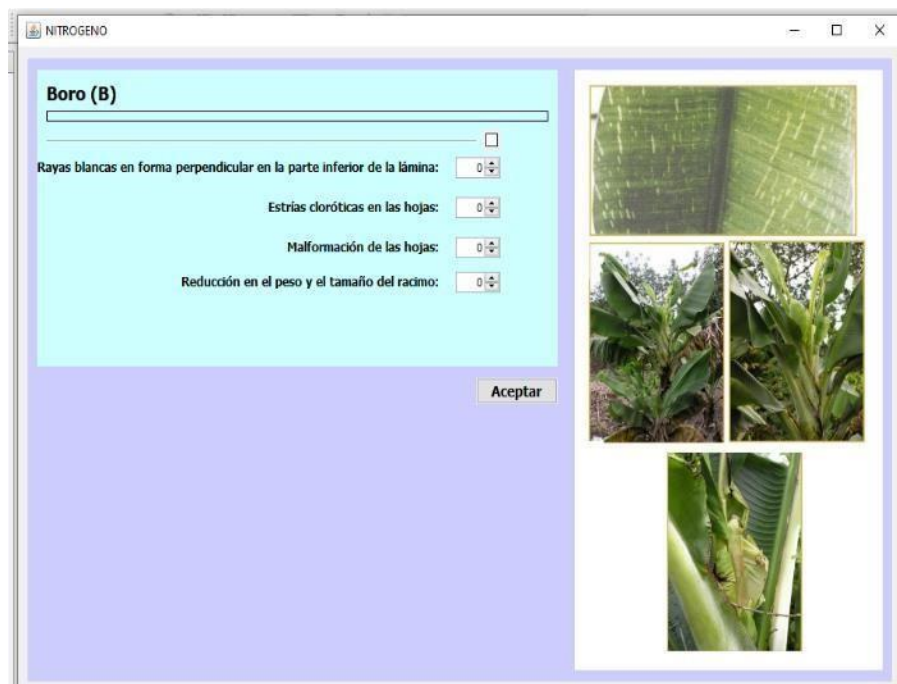 NITROGENO
Boro (B)
Rayas blancas en forma perpendicular en la parte inferior de la lámina: 0
Estrías cloróticas en las hojas: 0
Malformación de las hojas: 0
Reducción en el peso y el tamaño del racimo: 0
Aceptar